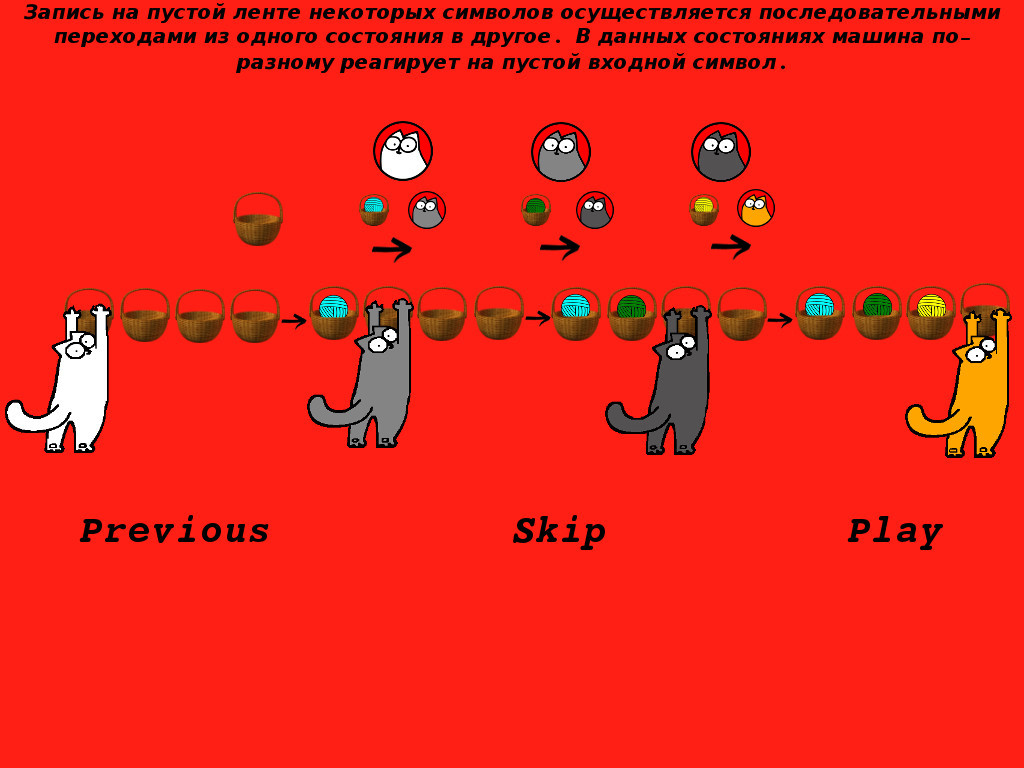 Запись на пустой ленте некоторых символов осуществляется последовательными
переходами из одного состояния в другое. В данных состояниях машина по-
разному реагирует на пустой входной символ.
Previous
Skip
Play